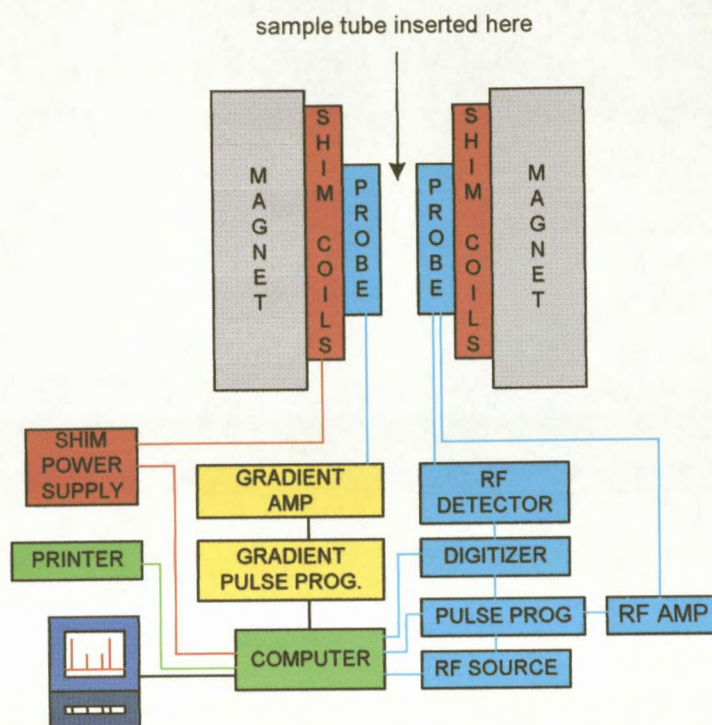 sample tube inserted here
MAGNET
SHIM COILS
PROBE
PROBE
SHIM COILS
MAGNET
SHIM
POWER
SUPPLY
GRADIENT
AMP
RF
DETECTOR
PRINTER
GRADIENT
PULSE PROG.
DIGITIZER
PULSE PROG
RF AMP
COMPUTER
RF SOURCE